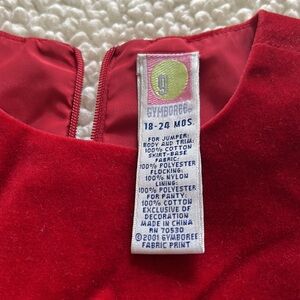 GYMBOREE
18-24 MOS.
FOR JUMPER:
BODY AND TRIM:
100% COTTON
SKIRT-BASE
FABRIC:
100% POLYESTER
FLOCKING:
100% NYLON
LINING:
100% POLYESTER
FOR PANTY:
100% COTTON
EXCLUSIVE OF
DECORATION
MADE IN CHINA
RN 70530
©2001 GYMBOREE
FABRIC PRINT